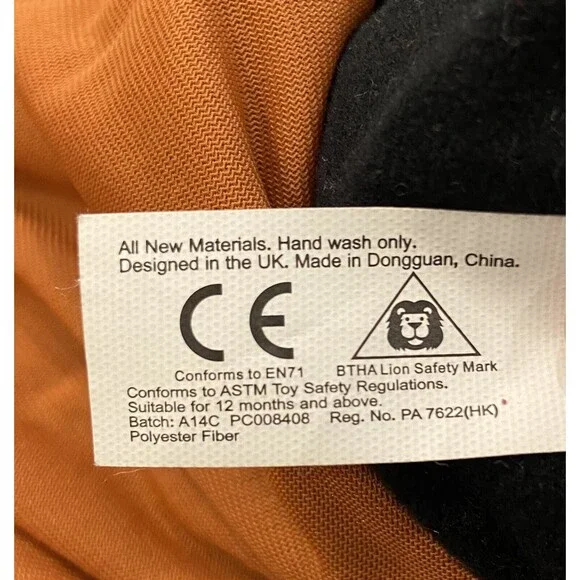 All New Materials. Hand wash only.
Designed in the UK. Made in Dongguan, China.
CE
Conforms to EN71
BTHA Lion Safety Mark
Conforms to ASTM Toy Safety Regulations.
Suitable for 12 months and above.
Batch: A14C PC008408 Reg. No. PA 7622(HK)
Polyester Fiber